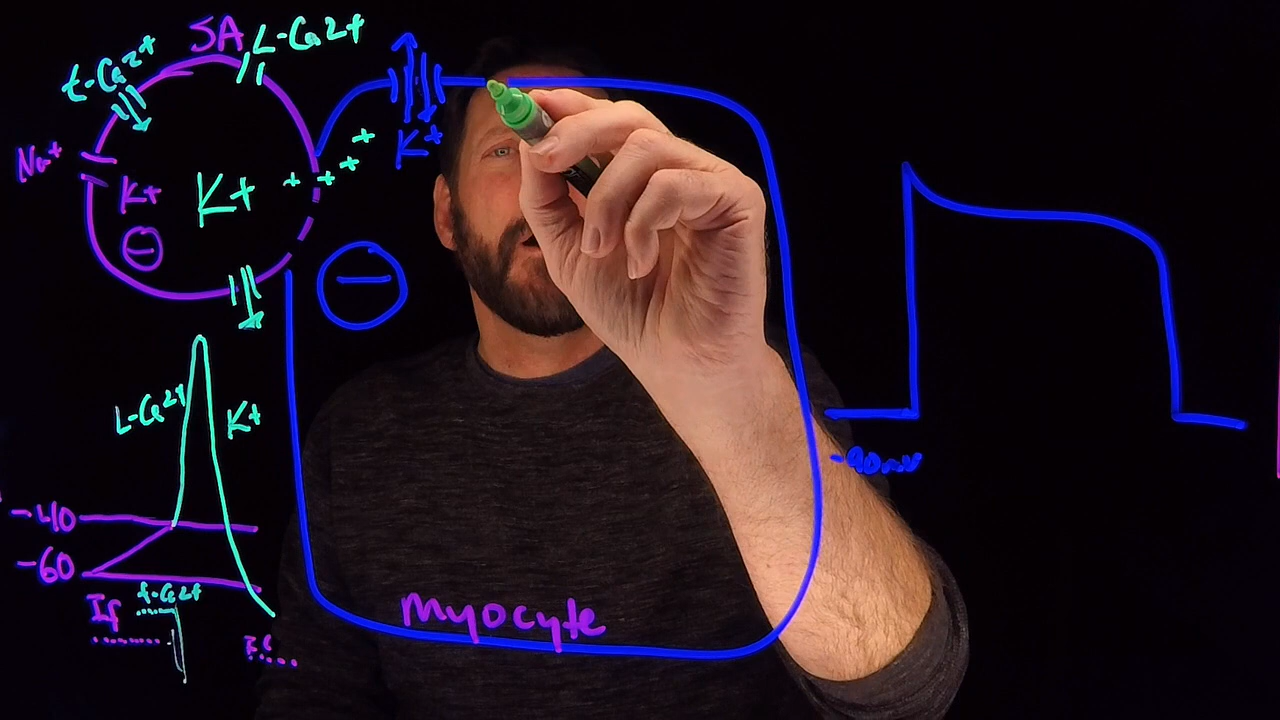 SA
L-Ca2+
t-Ca2+
Na+
K+
K+
K+
L-Ca2+
K+
-40
-60
If
t-Ca2+
-90mV
myocyte